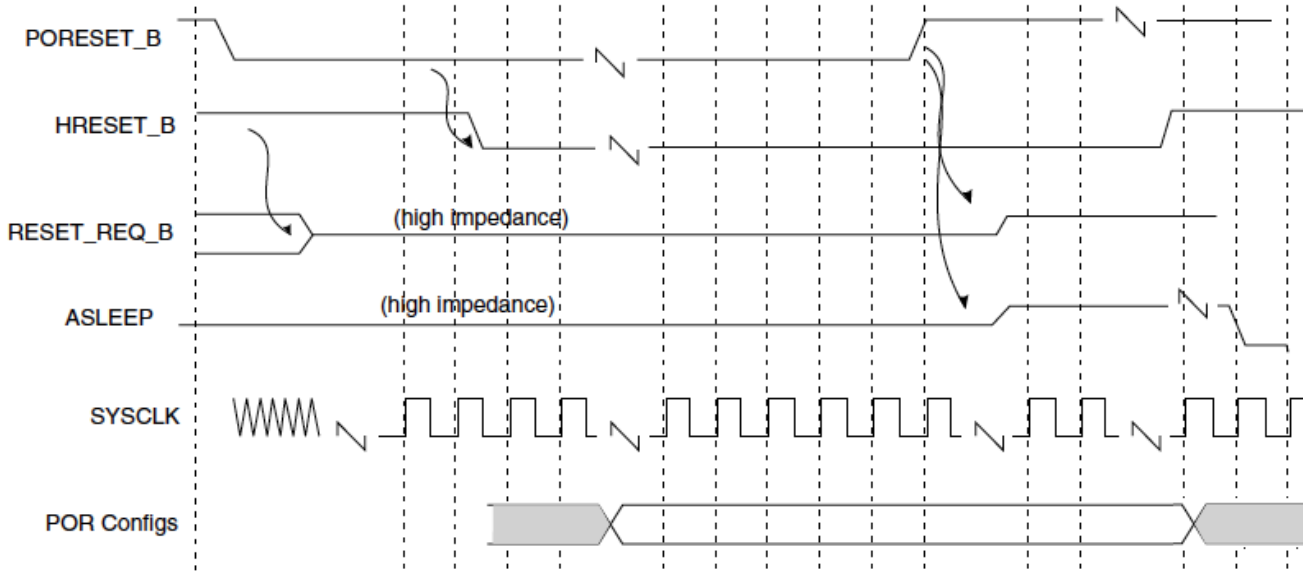 PORESET_B
HRESET_B
(high impedance)
RESET_REQ_B
(high impedance)
ASLEEP
SYSCLK
POR Configs